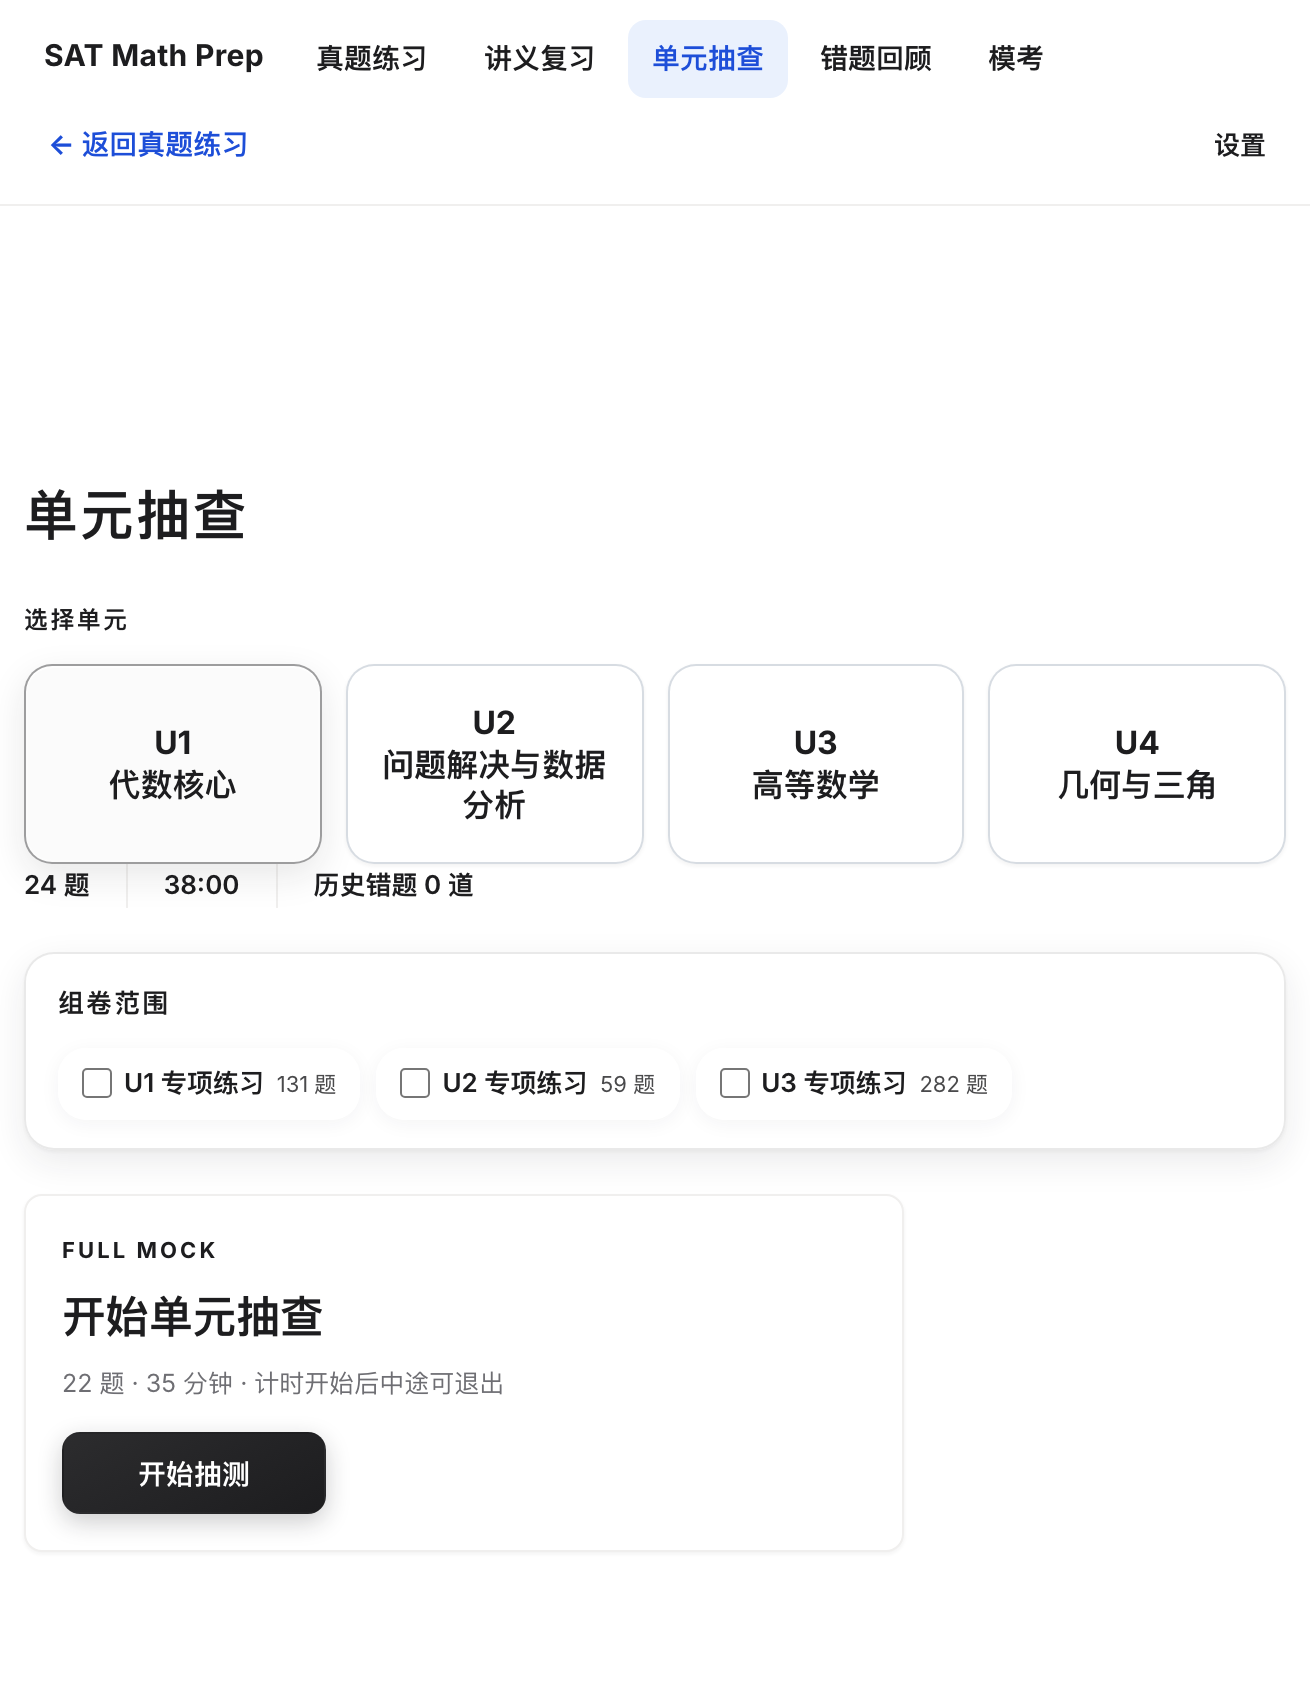 SAT Math Prep 真题练习 讲义复习 单元抽查 错题回顾 模考
← 返回真题练习 设置
单元抽查
选择单元
U1
代数核心
U2
问题解决与数据
分析
U3
高等数学
U4
几何与三角
24 题 38:00 历史错题 0 道
组卷范围
U1 专项练习 131 题 U2 专项练习 59 题 U3 专项练习 282 题
FULL MOCK
开始单元抽查
22 题 · 35 分钟 · 计时开始后中途可退出
开始抽测